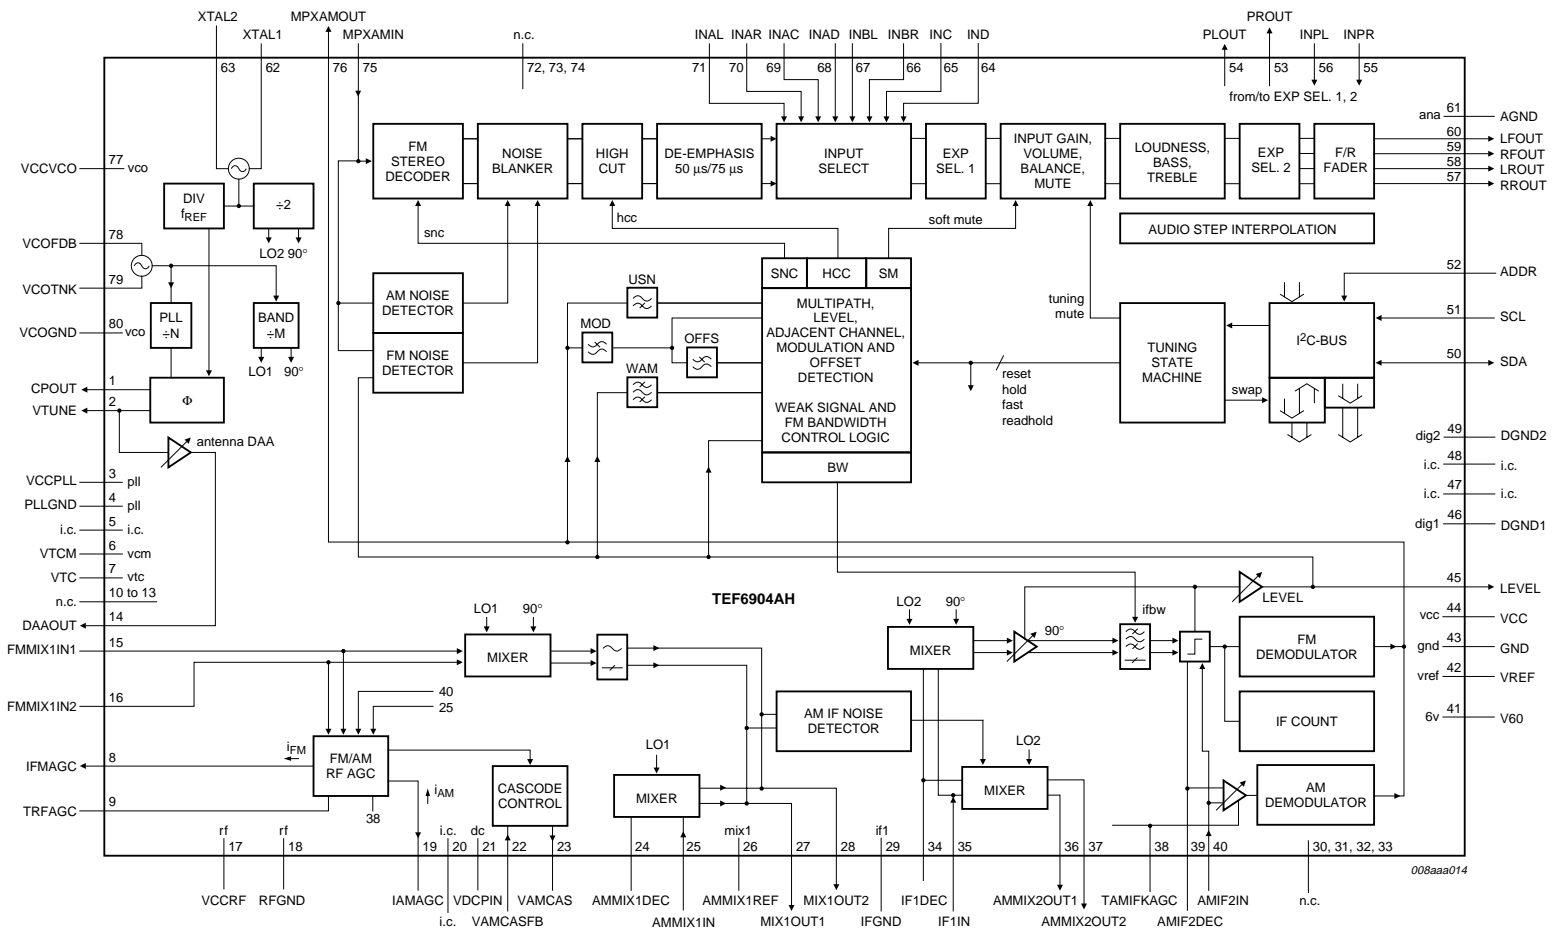 XTAL2
XTAL1
MPXAMOUT
MPXAMIN
n.c.
INAL
INAR
INAC
INAD
INBL
INBR
INC
IND
PLOUT
PROUT
INPL
INPR
63
62
76
75
72, 73, 74
71
70
69
68
67
66
65
64
54
53
56
55
from/to EXP SEL. 1, 2
VCCVCO
77
vco
VCOFDB
78
VCOTNK
79
VCOGND
80
vco
CPOUT
1
VTUNE
2
antenna DAA
VCCPLL
3
pll
PLLGND
4
pll
i.c.
5
i.c.
VTCM
6
vcm
VTC
7
vtc
n.c.
10 to 13
DAAOUT
14
FMMIX1IN1
15
FMMIX1IN2
16
IFMAGC
8
TRFAGC
9
DIV
fREF
÷2
LO2 90°
PLL
÷N
BAND
÷M
LO1 90°
Φ
FM
STEREO
DECODER
NOISE
BLANKER
HIGH
CUT
DE-EMPHASIS
50 µs/75 µs
INPUT
SELECT
EXP
SEL. 1
INPUT GAIN,
VOLUME,
BALANCE,
MUTE
LOUDNESS,
BASS,
TREBLE
EXP
SEL. 2
F/R
FADER
snc
hcc
soft mute
AUDIO STEP INTERPOLATION
AM NOISE
DETECTOR
FM NOISE
DETECTOR
USN
MOD
OFFS
WAM
SNC
HCC
SM
MULTIPATH,
LEVEL,
ADJACENT CHANNEL,
MODULATION AND
OFFSET
DETECTION
WEAK SIGNAL AND
FM BANDWIDTH
CONTROL LOGIC
BW
tuning
mute
reset
hold
fast
readhold
TUNING
STATE
MACHINE
swap
I2C-BUS
ana
61
AGND
60
LFOUT
59
RFOUT
58
LROUT
57
RROUT
52
ADDR
51
SCL
50
SDA
dig2
49
DGND2
i.c.
48
i.c.
i.c.
47
i.c.
dig1
46
DGND1
45
LEVEL
vcc
44
VCC
gnd
43
GND
vref
42
VREF
6v
41
V60
TEF6904AH
LO1
90°
MIXER
40
25
iFM
FM/AM
RF AGC
38
iAM
CASCODE
CONTROL
LO1
MIXER
AM IF NOISE
DETECTOR
LO2
90°
MIXER
90°
LO2
MIXER
ifbw
LEVEL
FM
DEMODULATOR
IF COUNT
AM
DEMODULATOR
rf
17
rf
18
19
i.c.
20
dc
21
22
23
24
25
mix1
26
27
28
if1
29
34
35
36
37
38
39
40
30, 31, 32, 33
008aaa014
VCCRF
RFGND
IAMAGC
i.c.
VDCPIN
VAMCASFB
VAMCAS
AMMIX1DEC
AMMIX1IN
AMMIX1REF
MIX1OUT1
MIX1OUT2
IFGND
IF1DEC
IF1IN
AMMIX2OUT1
AMMIX2OUT2
TAMIFKAGC
AMIF2DEC
AMIF2IN
n.c.